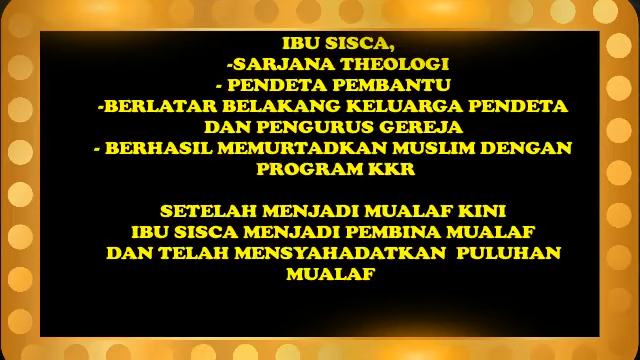 IBU SISCA,
-SARJANA THEOLOGI
- PENDETA PEMBANTU
-BERLATAR BELAKANG KELUARGA PENDETA
DAN PENGURUS GEREJA
- BERHASIL MEMURTADKAN MUSLIM DENGAN
PROGRAM KKR
SETELAH MENJADI MUALAF KINI
IBU SISCA MENJADI PEMBINA MUALAF
DAN TELAH MENSYAHADATKAN PULUHAN
MUALAF